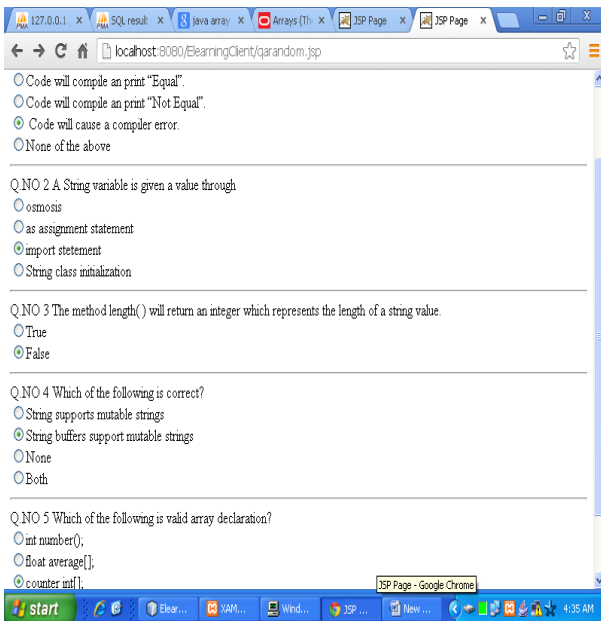 127.0.0.1
SQL result
java array
Arrays (Th
JSP Page
JSP Page
localhost:8080/ElearningClient/qarandom.jsp
Code will compile an print “Equal”.
Code will compile an print “Not Equal”.
Code will cause a compiler error.
None of the above
Q.NO 2 A String variable is given a value through
osmosis
as assignment statement
import stetement
String class initialization
Q.NO 3 The method length( ) will return an integer which represents the length of a string value.
True
False
Q.NO 4 Which of the following is correct?
String supports mutable strings
String buffers support mutable strings
None
Both
Q.NO 5 Which of the following is valid array declaration?
int number();
float average[];
counter int[];
JSP Page - Google Chrome
start
Elear...
XAM...
Wind...
JSP ...
New ...
4:35 AM